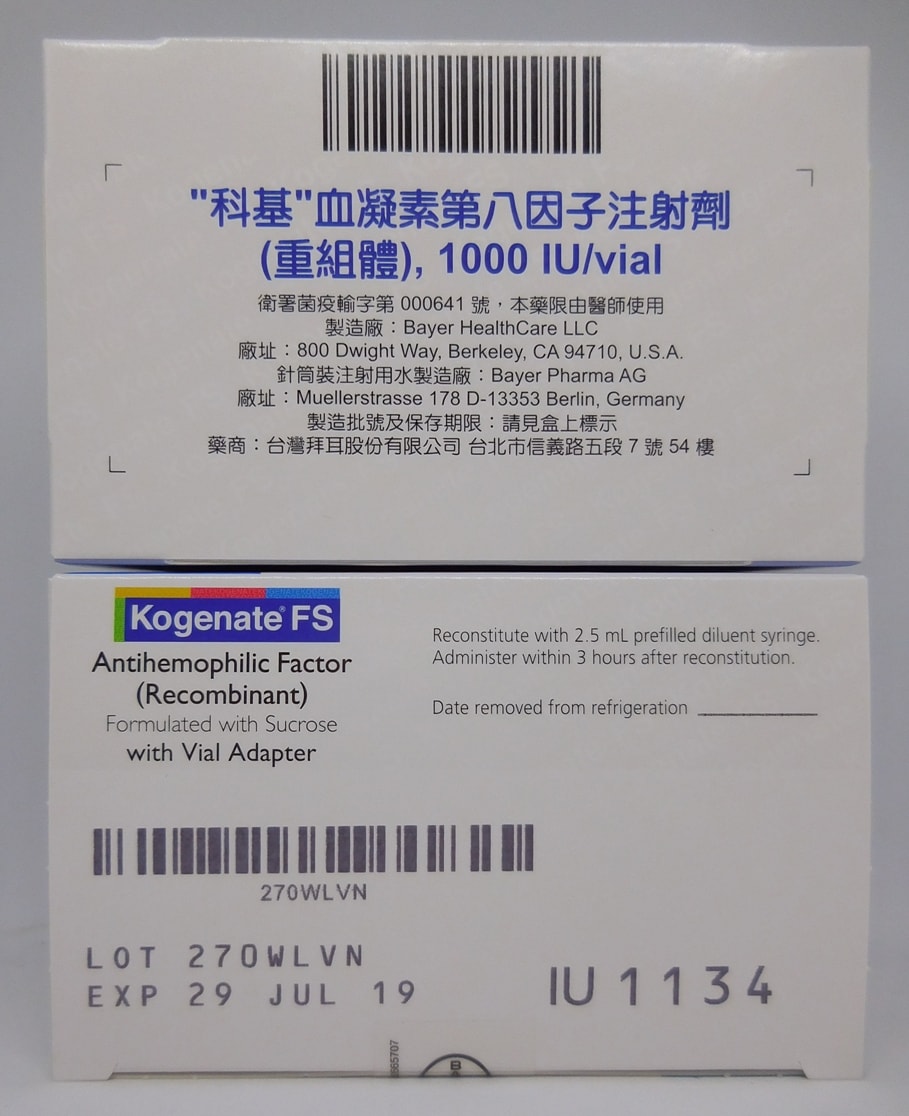 "科基"血凝素第八因子注射劑
(重組體), 1000 IU/vial
衛署菌疫輸字第 000641 號，本藥限由醫師使用
製造廠：Bayer HealthCare LLC
廠址：800 Dwight Way, Berkeley, CA 94710, U.S.A.
針筒裝注射用水製造廠：Bayer Pharma AG
廠址：Muellerstrasse 178 D-13353 Berlin, Germany
製造批號及保存期限：請見盒上標示
藥商：台灣拜耳股份有限公司 台北市信義路五段 7 號 54 樓
Kogenate® FS
Antihemophilic Factor
(Recombinant)
Formulated with Sucrose
with Vial Adapter
Reconstitute with 2.5 mL prefilled diluent syringe.
Administer within 3 hours after reconstitution.
Date removed from refrigeration
270WLVN
LOT 270WLVN
EXP 29 JUL 19
IU 1134